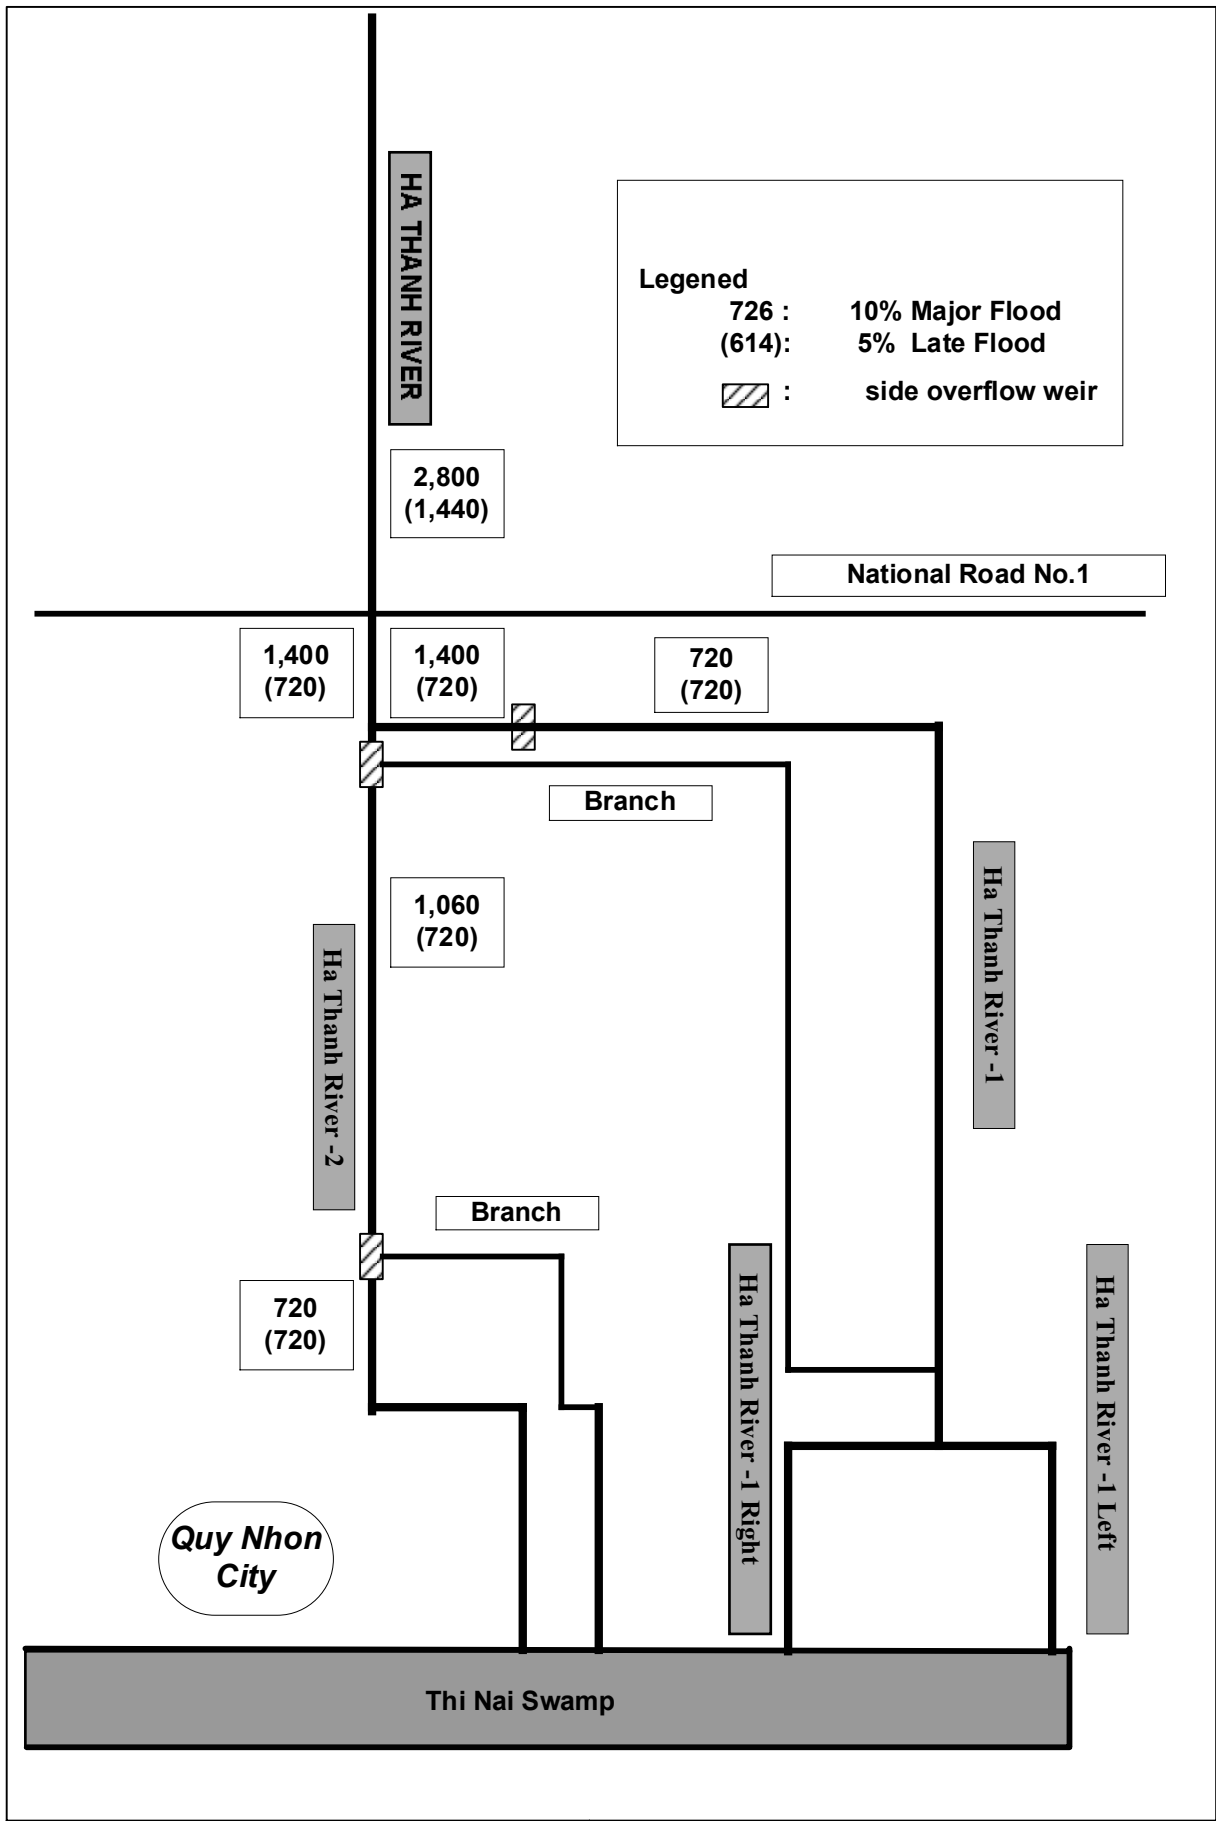 HA THANH RIVER
Legened
726 : 10% Major Flood
(614): 5% Late Flood
: side overflow weir
2,800
(1,440)
National Road No.1
1,400
(720)
1,400
(720)
720
(720)
Branch
Ha Thanh River -1
1,060
(720)
Ha Thanh River -2
Branch
720
(720)
Ha Thanh River -1 Right
Ha Thanh River -1 Left
Quy Nhon
City
Thi Nai Swamp